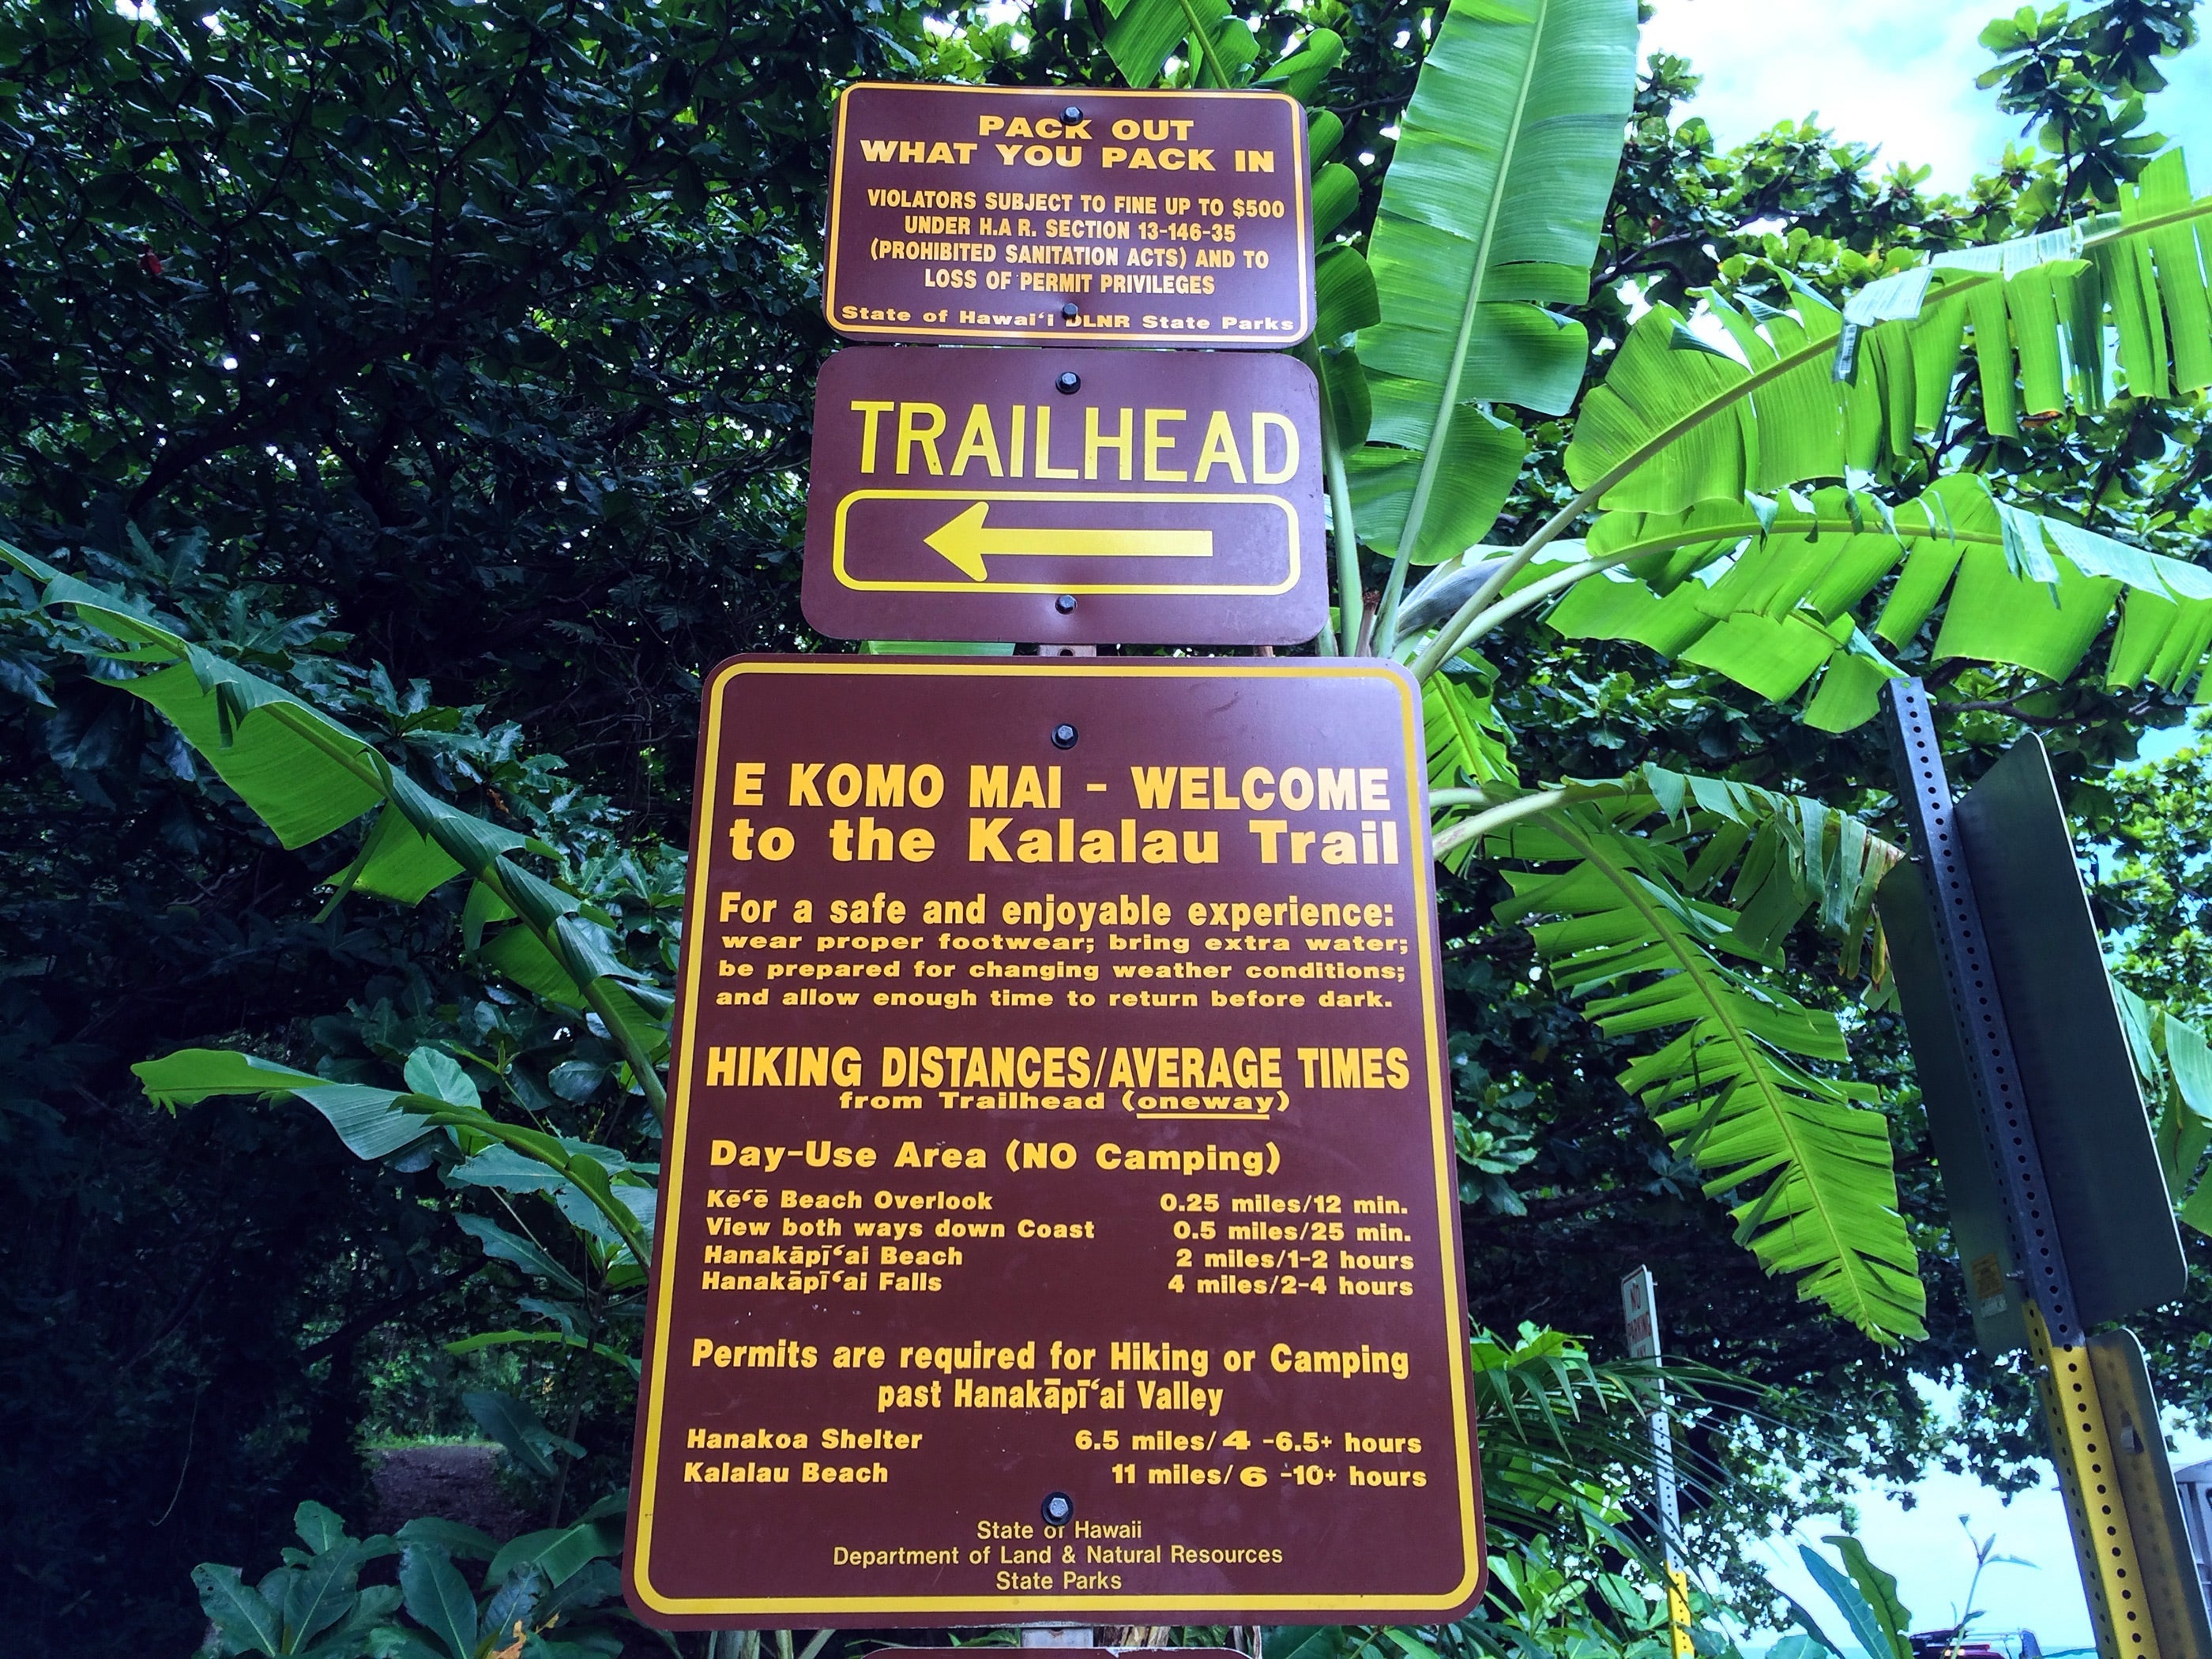 PACK OUT
WHAT YOU PACK IN
VIOLATORS SUBJECT TO FINE UP TO $500
UNDER H.A R. SECTION 13-146-35
(PROHIBITED SANITATION ACTS) AND TO
LOSS OF PERMIT PRIVILEGES
State of Hawaiʻi DLNR State Parks
TRAILHEAD
E KOMO MAI - WELCOME
to the Kalalau Trail
For a safe and enjoyable experience:
wear proper footwear; bring extra water;
be prepared for changing weather conditions;
and allow enough time to return before dark.
HIKING DISTANCES/AVERAGE TIMES
from Trailhead (oneway)
Day-Use Area (NO Camping)
Kēʻē Beach Overlook 0.25 miles/12 min.
View both ways down Coast 0.5 miles/25 min.
Hanakāpīʻai Beach 2 miles/1-2 hours
Hanakāpīʻai Falls 4 miles/2-4 hours
Permits are required for Hiking or Camping
past Hanakāpīʻai Valley
Hanakoa Shelter 6.5 miles/ 4 -6.5+ hours
Kalalau Beach 11 miles/ 6 -10+ hours
State of Hawaii
Department of Land & Natural Resources
State Parks
NO
PARKING